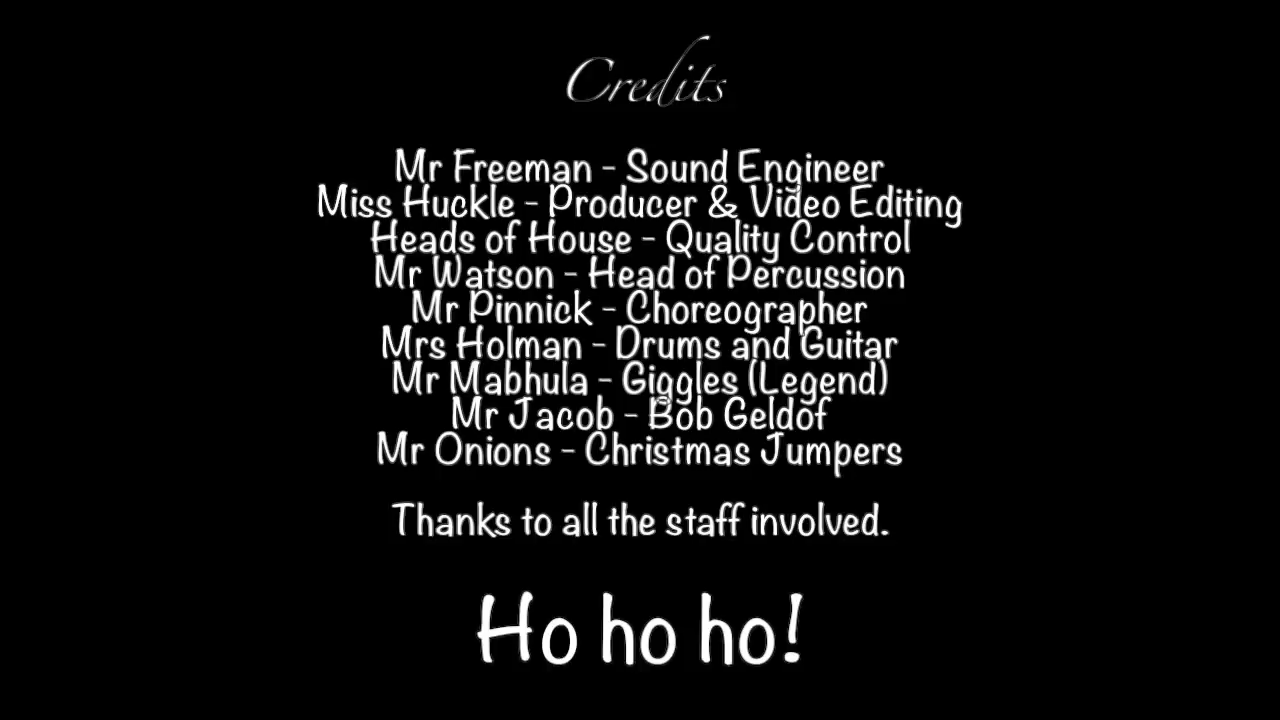 Credits
Mr Freeman - Sound Engineer
Miss Huckle - Producer & Video Editing
Heads of House - Quality Control
Mr Watson - Head of Percussion
Mr Pinnick - Choreographer
Mrs Holman - Drums and Guitar
Mr Mabhula - Giggles (Legend)
Mr Jacob - Bob Geldof
Mr Onions - Christmas Jumpers
Thanks to all the staff involved.
Ho ho ho!